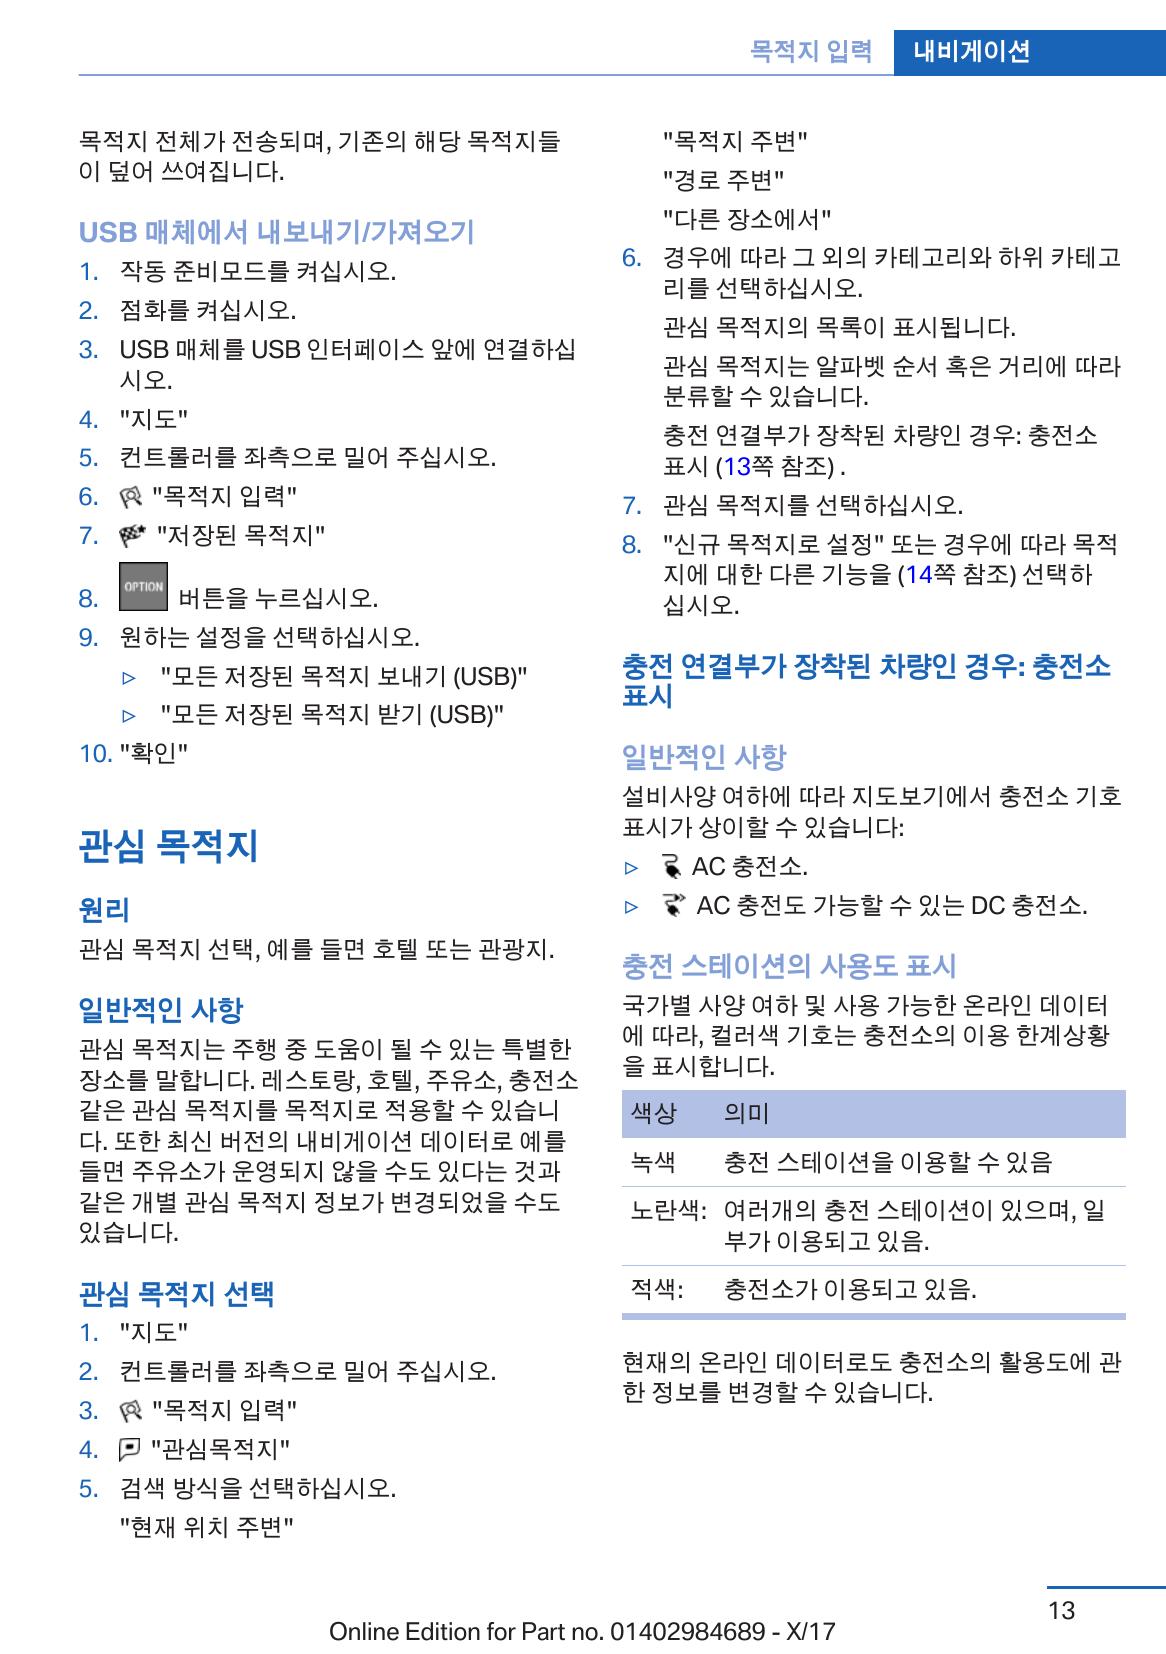 목적지 입력 내비게이션
목적지 전체가 전송되며, 기존의 해당 목적지들
이 덮어 쓰여집니다.
USB 매체에서 내보내기/가져오기
1. 작동 준비모드를 켜십시오.
2. 점화를 켜십시오.
3. USB 매체를 USB 인터페이스 앞에 연결하십
시오.
4. "지도"
5. 컨트롤러를 좌측으로 밀어 주십시오.
6. "목적지 입력"
7. "저장된 목적지"
8. OPTION 버튼을 누르십시오.
9. 원하는 설정을 선택하십시오.
▷ "모든 저장된 목적지 보내기 (USB)"
▷ "모든 저장된 목적지 받기 (USB)"
10. "확인"
관심 목적지
원리
관심 목적지 선택, 예를 들면 호텔 또는 관광지.
일반적인 사항
관심 목적지는 주행 중 도움이 될 수 있는 특별한
장소를 말합니다. 레스토랑, 호텔, 주유소, 충전소
같은 관심 목적지를 목적지로 적용할 수 있습니
다. 또한 최신 버전의 내비게이션 데이터로 예를
들면 주유소가 운영되지 않을 수도 있다는 것과
같은 개별 관심 목적지 정보가 변경되었을 수도
있습니다.
관심 목적지 선택
1. "지도"
2. 컨트롤러를 좌측으로 밀어 주십시오.
3. "목적지 입력"
4. "관심목적지"
5. 검색 방식을 선택하십시오.
"현재 위치 주변"
"목적지 주변"
"경로 주변"
"다른 장소에서"
6. 경우에 따라 그 외의 카테고리와 하위 카테고
리를 선택하십시오.
관심 목적지의 목록이 표시됩니다.
관심 목적지는 알파벳 순서 혹은 거리에 따라
분류할 수 있습니다.
충전 연결부가 장착된 차량인 경우: 충전소
표시 (13쪽 참조) .
7. 관심 목적지를 선택하십시오.
8. "신규 목적지로 설정" 또는 경우에 따라 목적
지에 대한 다른 기능을 (14쪽 참조) 선택하
십시오.
충전 연결부가 장착된 차량인 경우: 충전소
표시
일반적인 사항
설비사양 여하에 따라 지도보기에서 충전소 기호
표시가 상이할 수 있습니다:
▷ AC 충전소.
▷ AC 충전도 가능할 수 있는 DC 충전소.
충전 스테이션의 사용도 표시
국가별 사양 여하 및 사용 가능한 온라인 데이터
에 따라, 컬러색 기호는 충전소의 이용 한계상황
을 표시합니다.
색상 의미
녹색 충전 스테이션을 이용할 수 있음
노란색: 여러개의 충전 스테이션이 있으며, 일
부가 이용되고 있음.
적색: 충전소가 이용되고 있음.
현재의 온라인 데이터로도 충전소의 활용도에 관
한 정보를 변경할 수 있습니다.
13
Online Edition for Part no. 01402984689 - X/17